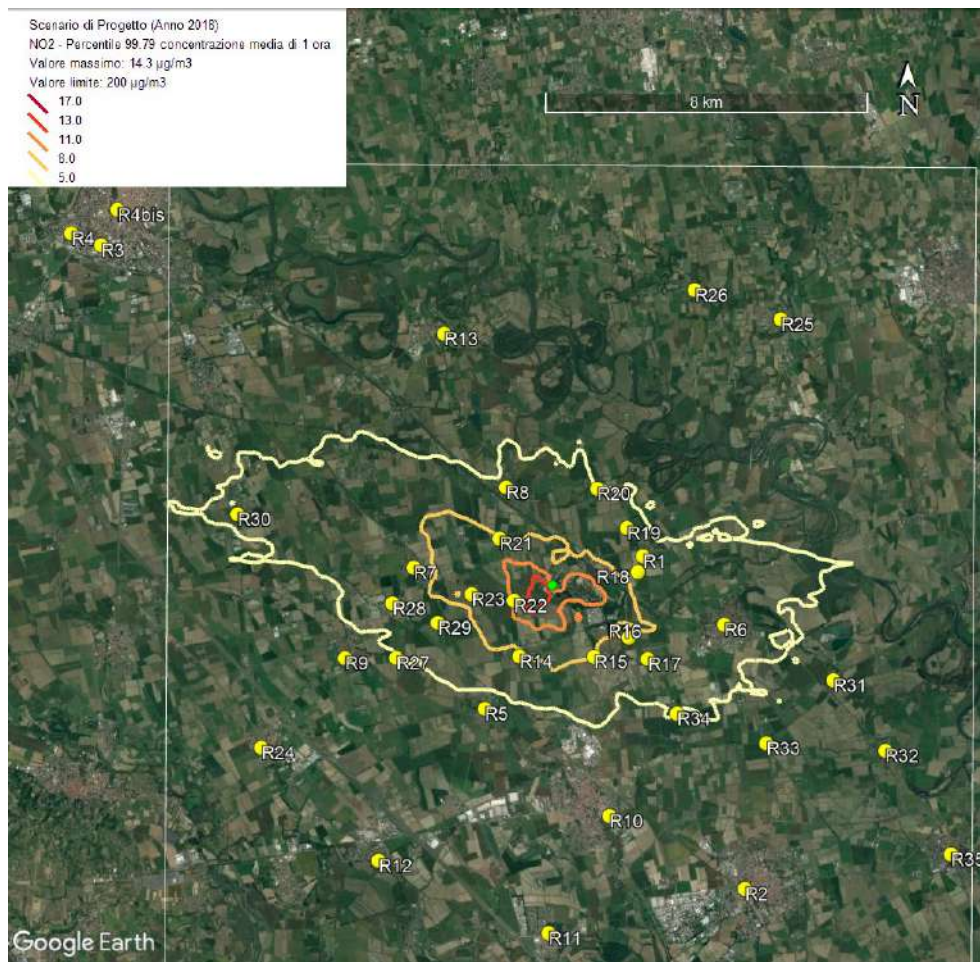 Scenario di Progetto (Anno 2016)
NO2 - Percentile 99.79 concentrazione media di 1 ora
Valore massimo: 14.3 µg/m3
Valore limite: 200 µg/m3
17.0
13.0
11.0
8.0
5.0
8 km
N
R4bis
R4
R3
R26
R25
R13
R8
R20
R30
R19
R21
R1
R7
R18
R23
R22
R28
R29
R16
R6
R14
R15
R17
R9
R27
R31
R5
R34
R24
R33
R32
R10
R12
R35
R2
R11
Google Earth